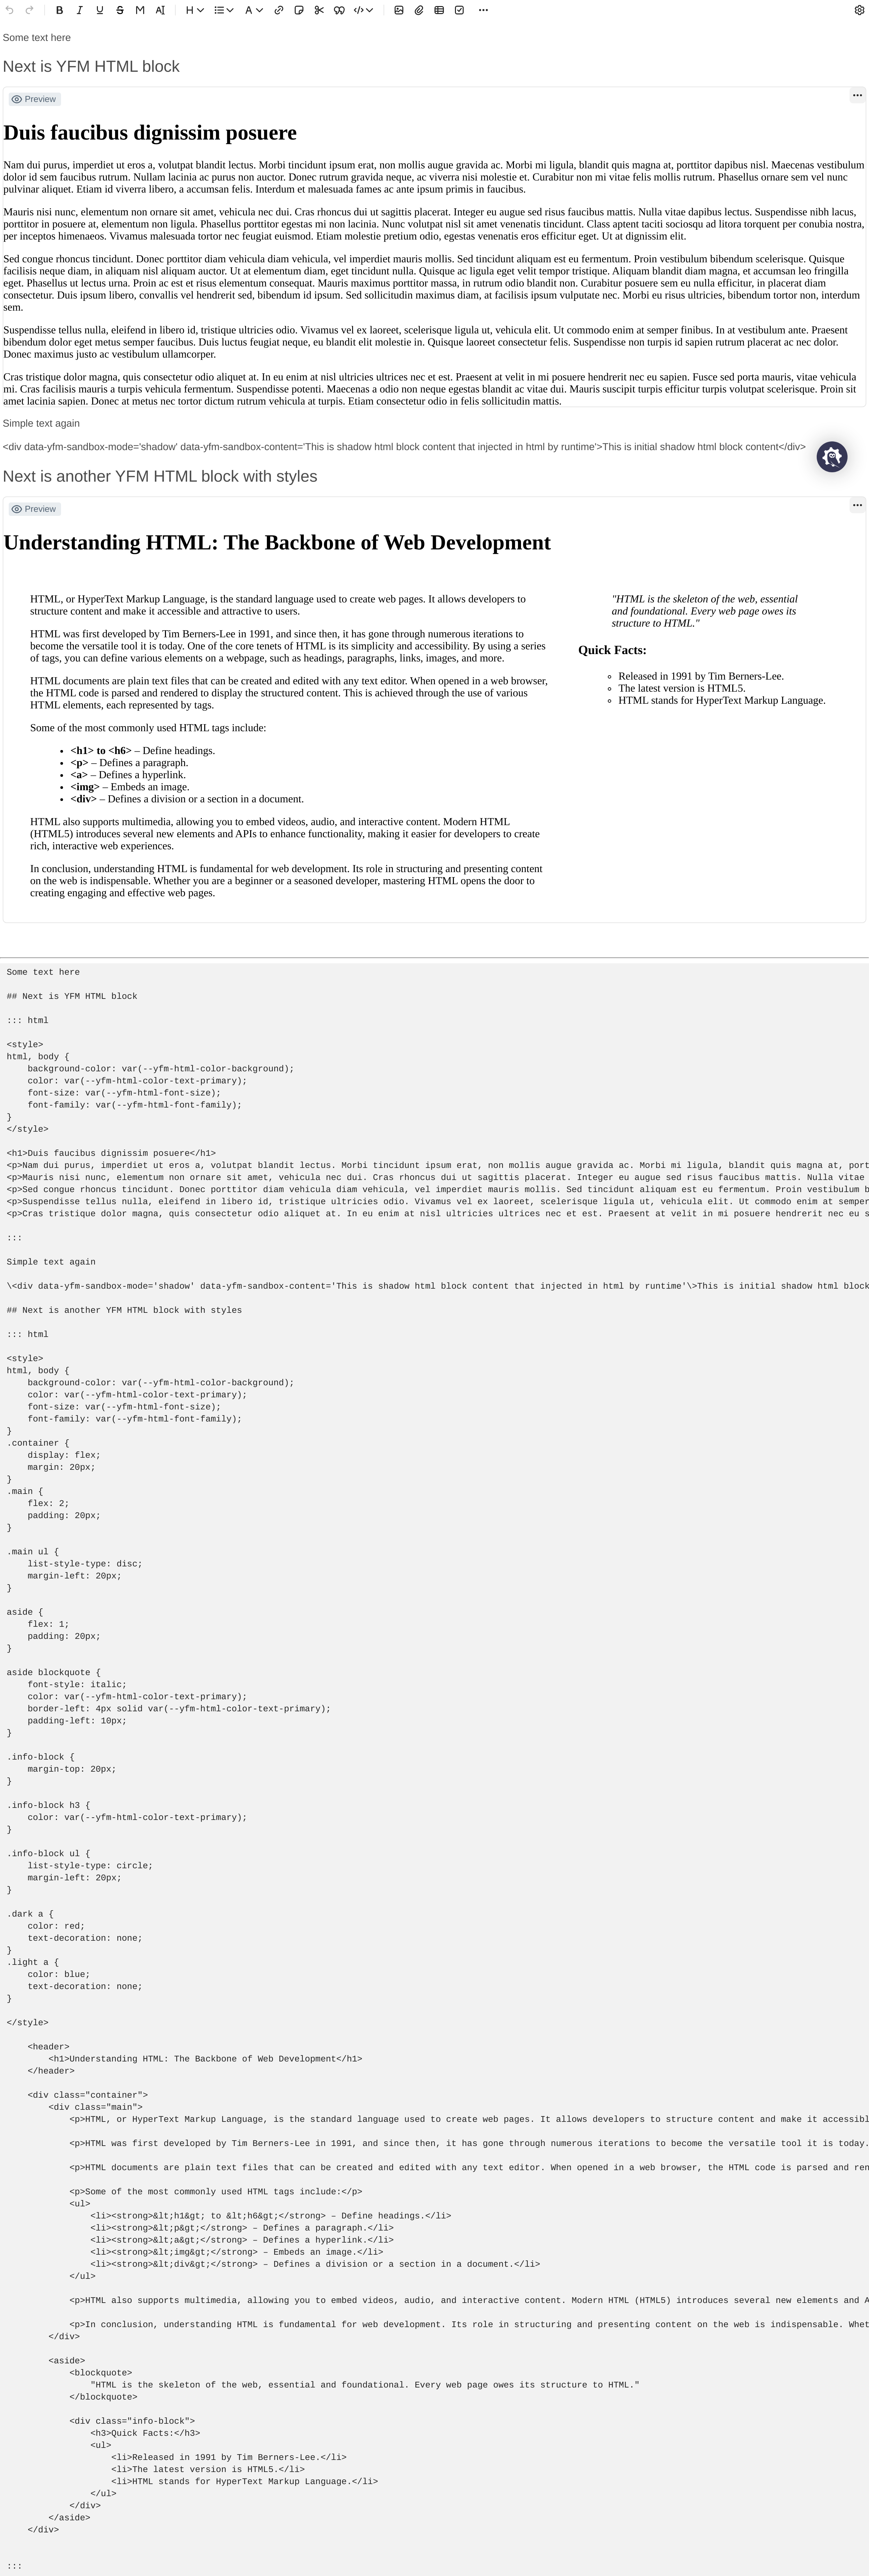 Some text here
Next is YFM HTML block
Preview
Duis faucibus dignissim posuere
Nam dui purus, imperdiet ut eros a, volutpat blandit lectus. Morbi tincidunt ipsum erat, non mollis augue gravida ac. Morbi mi ligula, blandit quis magna at, porttitor dapibus nisl. Maecenas vestibulum
dolor id sem faucibus rutrum. Nullam lacinia ac purus non auctor. Donec rutrum gravida neque, ac viverra nisi molestie et. Curabitur non mi vitae felis mollis rutrum. Phasellus ornare sem vel nunc
pulvinar aliquet. Etiam id viverra libero, a accumsan felis. Interdum et malesuada fames ac ante ipsum primis in faucibus.
Mauris nisi nunc, elementum non ornare sit amet, vehicula nec dui. Cras rhoncus dui ut sagittis placerat. Integer eu augue sed risus faucibus mattis. Nulla vitae dapibus lectus. Suspendisse nibh lacus,
porttitor in posuere at, elementum non ligula. Phasellus porttitor egestas mi non lacinia. Nunc volutpat nisl sit amet venenatis tincidunt. Class aptent taciti sociosqu ad litora torquent per conubia nostra,
per inceptos himenaeos. Vivamus malesuada tortor nec feugiat euismod. Etiam molestie pretium odio, egestas venenatis eros efficitur eget. Ut at dignissim elit.
Sed congue rhoncus tincidunt. Donec porttitor diam vehicula diam vehicula, vel imperdiet mauris mollis. Sed tincidunt aliquam est eu fermentum. Proin vestibulum bibendum scelerisque. Quisque
facilisis neque diam, in aliquam nisl aliquam auctor. Ut at elementum diam, eget tincidunt nulla. Quisque ac ligula eget velit tempor tristique. Aliquam blandit diam magna, et accumsan leo fringilla
eget. Phasellus ut lectus urna. Proin ac est et risus elementum consequat. Mauris maximus porttitor massa, in rutrum odio blandit non. Curabitur posuere sem eu nulla efficitur, in placerat diam
consectetur. Duis ipsum libero, convallis vel hendrerit sed, bibendum id ipsum. Sed sollicitudin maximus diam, at facilisis ipsum vulputate nec. Morbi eu risus ultricies, bibendum tortor non, interdum
sem.
Suspendisse tellus nulla, eleifend in libero id, tristique ultricies odio. Vivamus vel ex laoreet, scelerisque ligula ut, vehicula elit. Ut commodo enim at semper finibus. In at vestibulum ante. Praesent
bibendum dolor eget metus semper faucibus. Duis luctus feugiat neque, eu blandit elit molestie in. Quisque laoreet consectetur felis. Suspendisse non turpis id sapien rutrum placerat ac nec dolor.
Donec maximus justo ac vestibulum ullamcorper.
Cras tristique dolor magna, quis consectetur odio aliquet at. In eu enim at nisl ultricies ultrices nec et est. Praesent at velit in mi posuere hendrerit nec eu sapien. Fusce sed porta mauris, vitae vehicula
mi. Cras facilisis mauris a turpis vehicula fermentum. Suspendisse potenti. Maecenas a odio non neque egestas blandit ac vitae dui. Mauris suscipit turpis efficitur turpis volutpat scelerisque. Proin sit
amet lacinia sapien. Donec at metus nec tortor dictum rutrum vehicula at turpis. Etiam consectetur odio in felis sollicitudin mattis.
Simple text again
<div data-yfm-sandbox-mode='shadow' data-yfm-sandbox-content='This is shadow html block content that injected in html by runtime'>This is initial shadow html block content</div>
Next is another YFM HTML block with styles
Preview
Understanding HTML: The Backbone of Web Development
HTML, or HyperText Markup Language, is the standard language used to create web pages. It allows developers to
structure content and make it accessible and attractive to users.
HTML was first developed by Tim Berners-Lee in 1991, and since then, it has gone through numerous iterations to
become the versatile tool it is today. One of the core tenets of HTML is its simplicity and accessibility. By using a series
of tags, you can define various elements on a webpage, such as headings, paragraphs, links, images, and more.
HTML documents are plain text files that can be created and edited with any text editor. When opened in a web browser,
the HTML code is parsed and rendered to display the structured content. This is achieved through the use of various
HTML elements, each represented by tags.
Some of the most commonly used HTML tags include:
• <h1> to <h6> – Define headings.
• <p> – Defines a paragraph.
• <a> – Defines a hyperlink.
• <img> – Embeds an image.
• <div> – Defines a division or a section in a document.
HTML also supports multimedia, allowing you to embed videos, audio, and interactive content. Modern HTML
(HTML5) introduces several new elements and APIs to enhance functionality, making it easier for developers to create
rich, interactive web experiences.
In conclusion, understanding HTML is fundamental for web development. Its role in structuring and presenting content
on the web is indispensable. Whether you are a beginner or a seasoned developer, mastering HTML opens the door to
creating engaging and effective web pages.
"HTML is the skeleton of the web, essential
and foundational. Every web page owes its
structure to HTML."
Quick Facts:
◦ Released in 1991 by Tim Berners-Lee.
◦ The latest version is HTML5.
◦ HTML stands for HyperText Markup Language.
Some text here
## Next is YFM HTML block
::: html
<style>
html, body {
background-color: var(--yfm-html-color-background);
color: var(--yfm-html-color-text-primary);
font-size: var(--yfm-html-font-size);
font-family: var(--yfm-html-font-family);
}
</style>
<h1>Duis faucibus dignissim posuere</h1>
<p>Nam dui purus, imperdiet ut eros a, volutpat blandit lectus. Morbi tincidunt ipsum erat, non mollis augue gravida ac. Morbi mi ligula, blandit quis magna at, port
<p>Mauris nisi nunc, elementum non ornare sit amet, vehicula nec dui. Cras rhoncus dui ut sagittis placerat. Integer eu augue sed risus faucibus mattis. Nulla vitae
<p>Sed congue rhoncus tincidunt. Donec porttitor diam vehicula diam vehicula, vel imperdiet mauris mollis. Sed tincidunt aliquam est eu fermentum. Proin vestibulum b
<p>Suspendisse tellus nulla, eleifend in libero id, tristique ultricies odio. Vivamus vel ex laoreet, scelerisque ligula ut, vehicula elit. Ut commodo enim at semper
<p>Cras tristique dolor magna, quis consectetur odio aliquet at. In eu enim at nisl ultricies ultrices nec et est. Praesent at velit in mi posuere hendrerit nec eu s
:::
Simple text again
\<div data-yfm-sandbox-mode='shadow' data-yfm-sandbox-content='This is shadow html block content that injected in html by runtime'\>This is initial shadow html block
## Next is another YFM HTML block with styles
::: html
<style>
html, body {
background-color: var(--yfm-html-color-background);
color: var(--yfm-html-color-text-primary);
font-size: var(--yfm-html-font-size);
font-family: var(--yfm-html-font-family);
}
.container {
display: flex;
margin: 20px;
}
.main {
flex: 2;
padding: 20px;
}
.main ul {
list-style-type: disc;
margin-left: 20px;
}
aside {
flex: 1;
padding: 20px;
}
aside blockquote {
font-style: italic;
color: var(--yfm-html-color-text-primary);
border-left: 4px solid var(--yfm-html-color-text-primary);
padding-left: 10px;
}
.info-block {
margin-top: 20px;
}
.info-block h3 {
color: var(--yfm-html-color-text-primary);
}
.info-block ul {
list-style-type: circle;
margin-left: 20px;
}
.dark a {
color: red;
text-decoration: none;
}
.light a {
color: blue;
text-decoration: none;
}
</style>
<header>
<h1>Understanding HTML: The Backbone of Web Development</h1>
</header>
<div class="container">
<div class="main">
<p>HTML, or HyperText Markup Language, is the standard language used to create web pages. It allows developers to structure content and make it accessibl
<p>HTML was first developed by Tim Berners-Lee in 1991, and since then, it has gone through numerous iterations to become the versatile tool it is today.
<p>HTML documents are plain text files that can be created and edited with any text editor. When opened in a web browser, the HTML code is parsed and ren
<p>Some of the most commonly used HTML tags include:</p>
<ul>
<li><strong>&lt;h1&gt; to &lt;h6&gt;</strong> – Define headings.</li>
<li><strong>&lt;p&gt;</strong> – Defines a paragraph.</li>
<li><strong>&lt;a&gt;</strong> – Defines a hyperlink.</li>
<li><strong>&lt;img&gt;</strong> – Embeds an image.</li>
<li><strong>&lt;div&gt;</strong> – Defines a division or a section in a document.</li>
</ul>
<p>HTML also supports multimedia, allowing you to embed videos, audio, and interactive content. Modern HTML (HTML5) introduces several new elements and A
<p>In conclusion, understanding HTML is fundamental for web development. Its role in structuring and presenting content on the web is indispensable. Whet
</div>
<aside>
<blockquote>
"HTML is the skeleton of the web, essential and foundational. Every web page owes its structure to HTML."
</blockquote>
<div class="info-block">
<h3>Quick Facts:</h3>
<ul>
<li>Released in 1991 by Tim Berners-Lee.</li>
<li>The latest version is HTML5.</li>
<li>HTML stands for HyperText Markup Language.</li>
</ul>
</div>
</aside>
</div>
:::